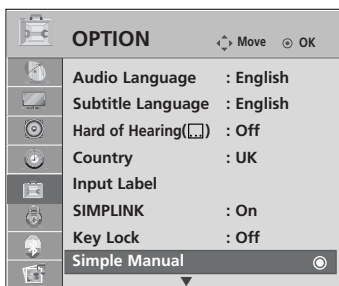 OPTION Move OK
Audio Language : English
Subtitle Language : English
Hard of Hearing( ) : Off
Country : UK
Input Label
SIMPLINK : On
Key Lock : Off
Simple Manual